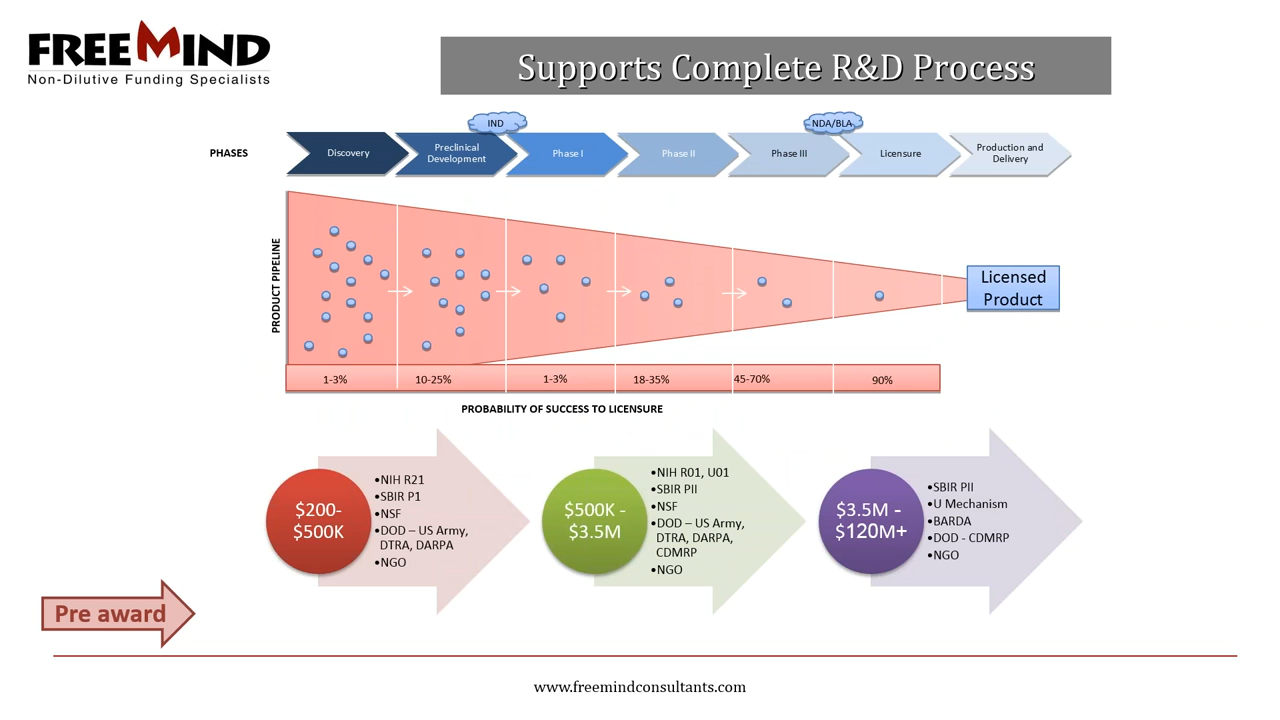 FREEMIND
Non-Dilutive Funding Specialists
Supports Complete R&D Process
IND
NDA/BLA
PHASES
Discovery
Preclinical
Development
Phase I
Phase II
Phase III
Licensure
Production and
Delivery
PRODUCT PIPELINE
Licensed
Product
1-3%
10-25%
1-3%
18-35%
45-70%
90%
PROBABILITY OF SUCCESS TO LICENSURE
$200-
$500K
•NIH R21
•SBIR P1
•NSF
•DOD – US Army,
DTRA, DARPA
•NGO
$500K -
$3.5M
•NIH R01, U01
•SBIR PII
•NSF
•DOD – US Army,
DTRA, DARPA,
CDMRP
•NGO
$3.5M -
$120M+
•SBIR PII
•U Mechanism
•BARDA
•DOD - CDMRP
•NGO
Pre award
www.freemindconsultants.com